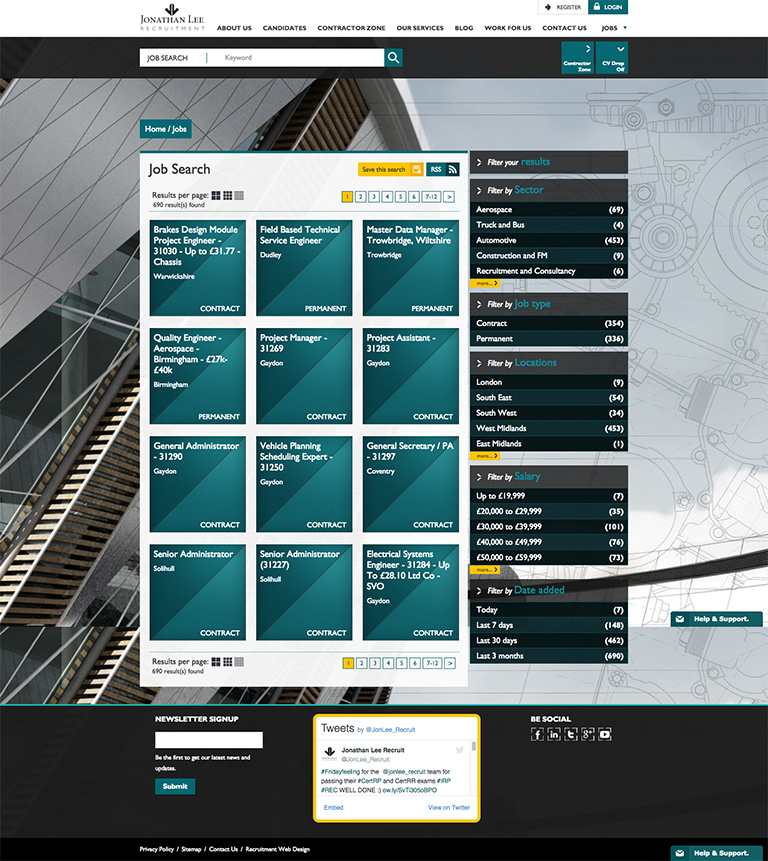 JONATHAN LEE
RECRUITMENT
REGISTER
LOGIN
ABOUT US
CANDIDATES
CONTRACTOR ZONE
OUR SERVICES
BLOG
WORK FOR US
CONTACT US
JOBS
JOB SEARCH
Keyword
Contractor
Zone
CV Drop
Off
Home / Jobs
Job Search
Save this search
RSS
Results per page:
690 result(s) found
1 2 3 4 5 6 7-12 >
Brakes Design Module
Project Engineer -
31030 - Up to £31.77 -
Chassis
Warwickshire
CONTRACT
Field Based Technical
Service Engineer
Dudley
PERMANENT
Master Data Manager -
Trowbridge, Wiltshire
Trowbridge
PERMANENT
Quality Engineer -
Aerospace -
Birmingham - £27k-
£40k
Birmingham
PERMANENT
Project Manager -
31269
Gaydon
CONTRACT
Project Assistant -
31283
Gaydon
CONTRACT
General Administrator
- 31290
Gaydon
CONTRACT
Vehicle Planning
Scheduling Expert -
31250
Gaydon
CONTRACT
General Secretary / PA
- 31297
Coventry
CONTRACT
Senior Administrator
Solihull
CONTRACT
Senior Administrator
(31227)
Solihull
CONTRACT
Electrical Systems
Engineer - 31284 - Up
To £28.10 Ltd Co -
SVO
Gaydon
CONTRACT
Results per page:
690 result(s) found
1 2 3 4 5 6 7-12 >
Filter your results
Filter by Sector
Aerospace (69)
Truck and Bus (4)
Automotive (453)
Construction and FM (9)
Recruitment and Consultancy (6)
more...
Filter by Job type
Contract (354)
Permanent (336)
Filter by Locations
London (9)
South East (54)
South West (34)
West Midlands (453)
East Midlands (1)
more...
Filter by Salary
Up to £19,999 (7)
£20,000 to £29,999 (35)
£30,000 to £39,999 (101)
£40,000 to £49,999 (76)
£50,000 to £59,999 (73)
more...
Filter by Date added
Today (7)
Last 7 days (148)
Last 30 days (462)
Last 3 months (690)
Help & Support.
NEWSLETTER SIGNUP
Be the first to get our latest news and
updates.
Submit
Tweets by @JonLee_Recruit
Jonathan Lee Recruit
@JonLee_Recruit
#Fridayfeeling for the @jonlee_recruit team for
passing their #CertRP and CertRR exams #IRP
#REC WELL DONE :) ow.ly/SvTi305oBPO
Embed
View on Twitter
BE SOCIAL
Privacy Policy / Sitemap / Contact Us / Recruitment Web Design
Help & Support.